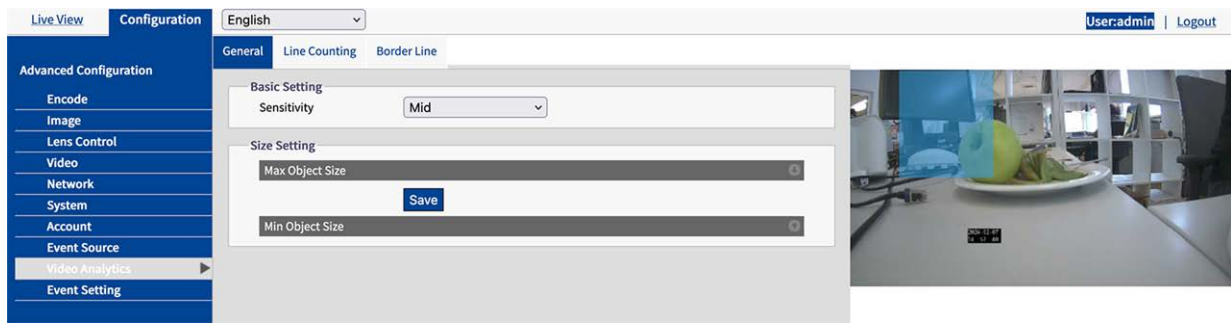 Live View
Configuration
English
User:admin | Logout
General
Line Counting
Border Line
Advanced Configuration
Encode
Image
Lens Control
Video
Network
System
Account
Event Source
Video Analytics
Event Setting
Basic Setting
Sensitivity
Mid
Size Setting
Max Object Size
Save
Min Object Size